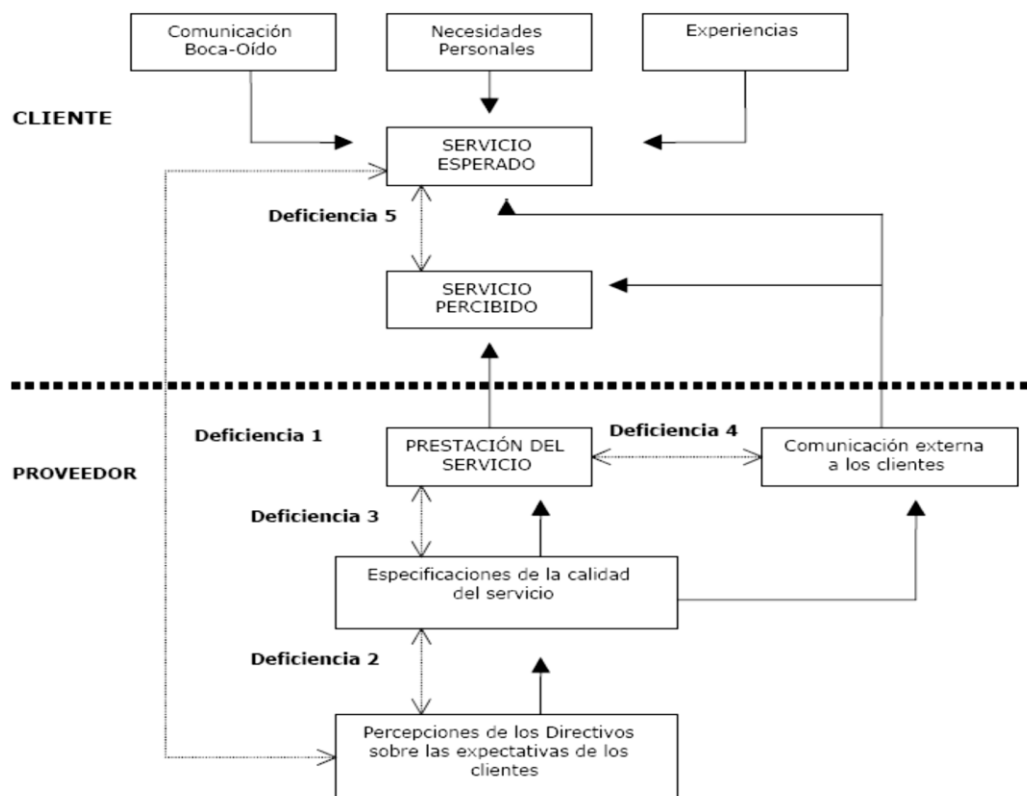 Comunicación
Boca-Oído
Necesidades
Personales
Experiencias
CLIENTE
SERVICIO
ESPERADO
Deficiencia 5
SERVICIO
PERCIBIDO
Deficiencia 1
PRESTACIÓN DEL
SERVICIO
Deficiencia 4
Comunicación externa
a los clientes
PROVEEDOR
Deficiencia 3
Especificaciones de la calidad
del servicio
Deficiencia 2
Percepciones de los Directivos
sobre las expectativas de los
clientes